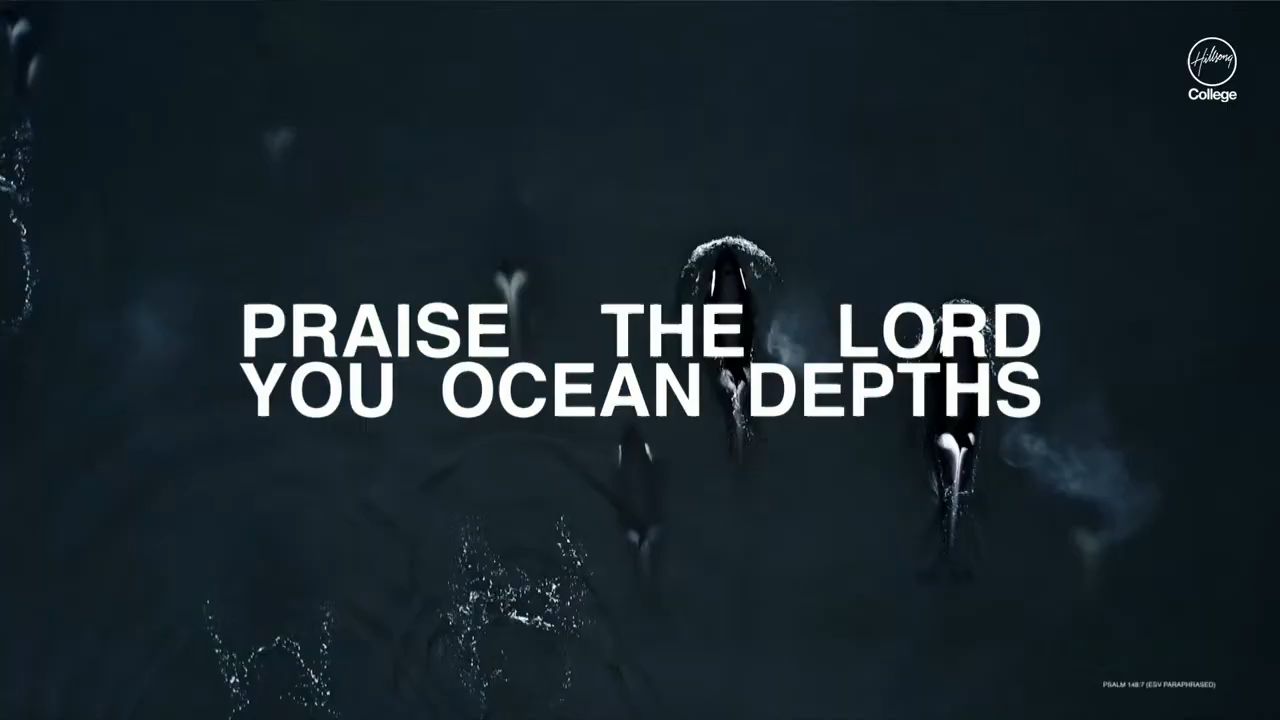 Hillsong
College
PRAISE THE LORD
YOU OCEAN DEPTHS
PSALM 148:7 (ESV PARAPHRASED)